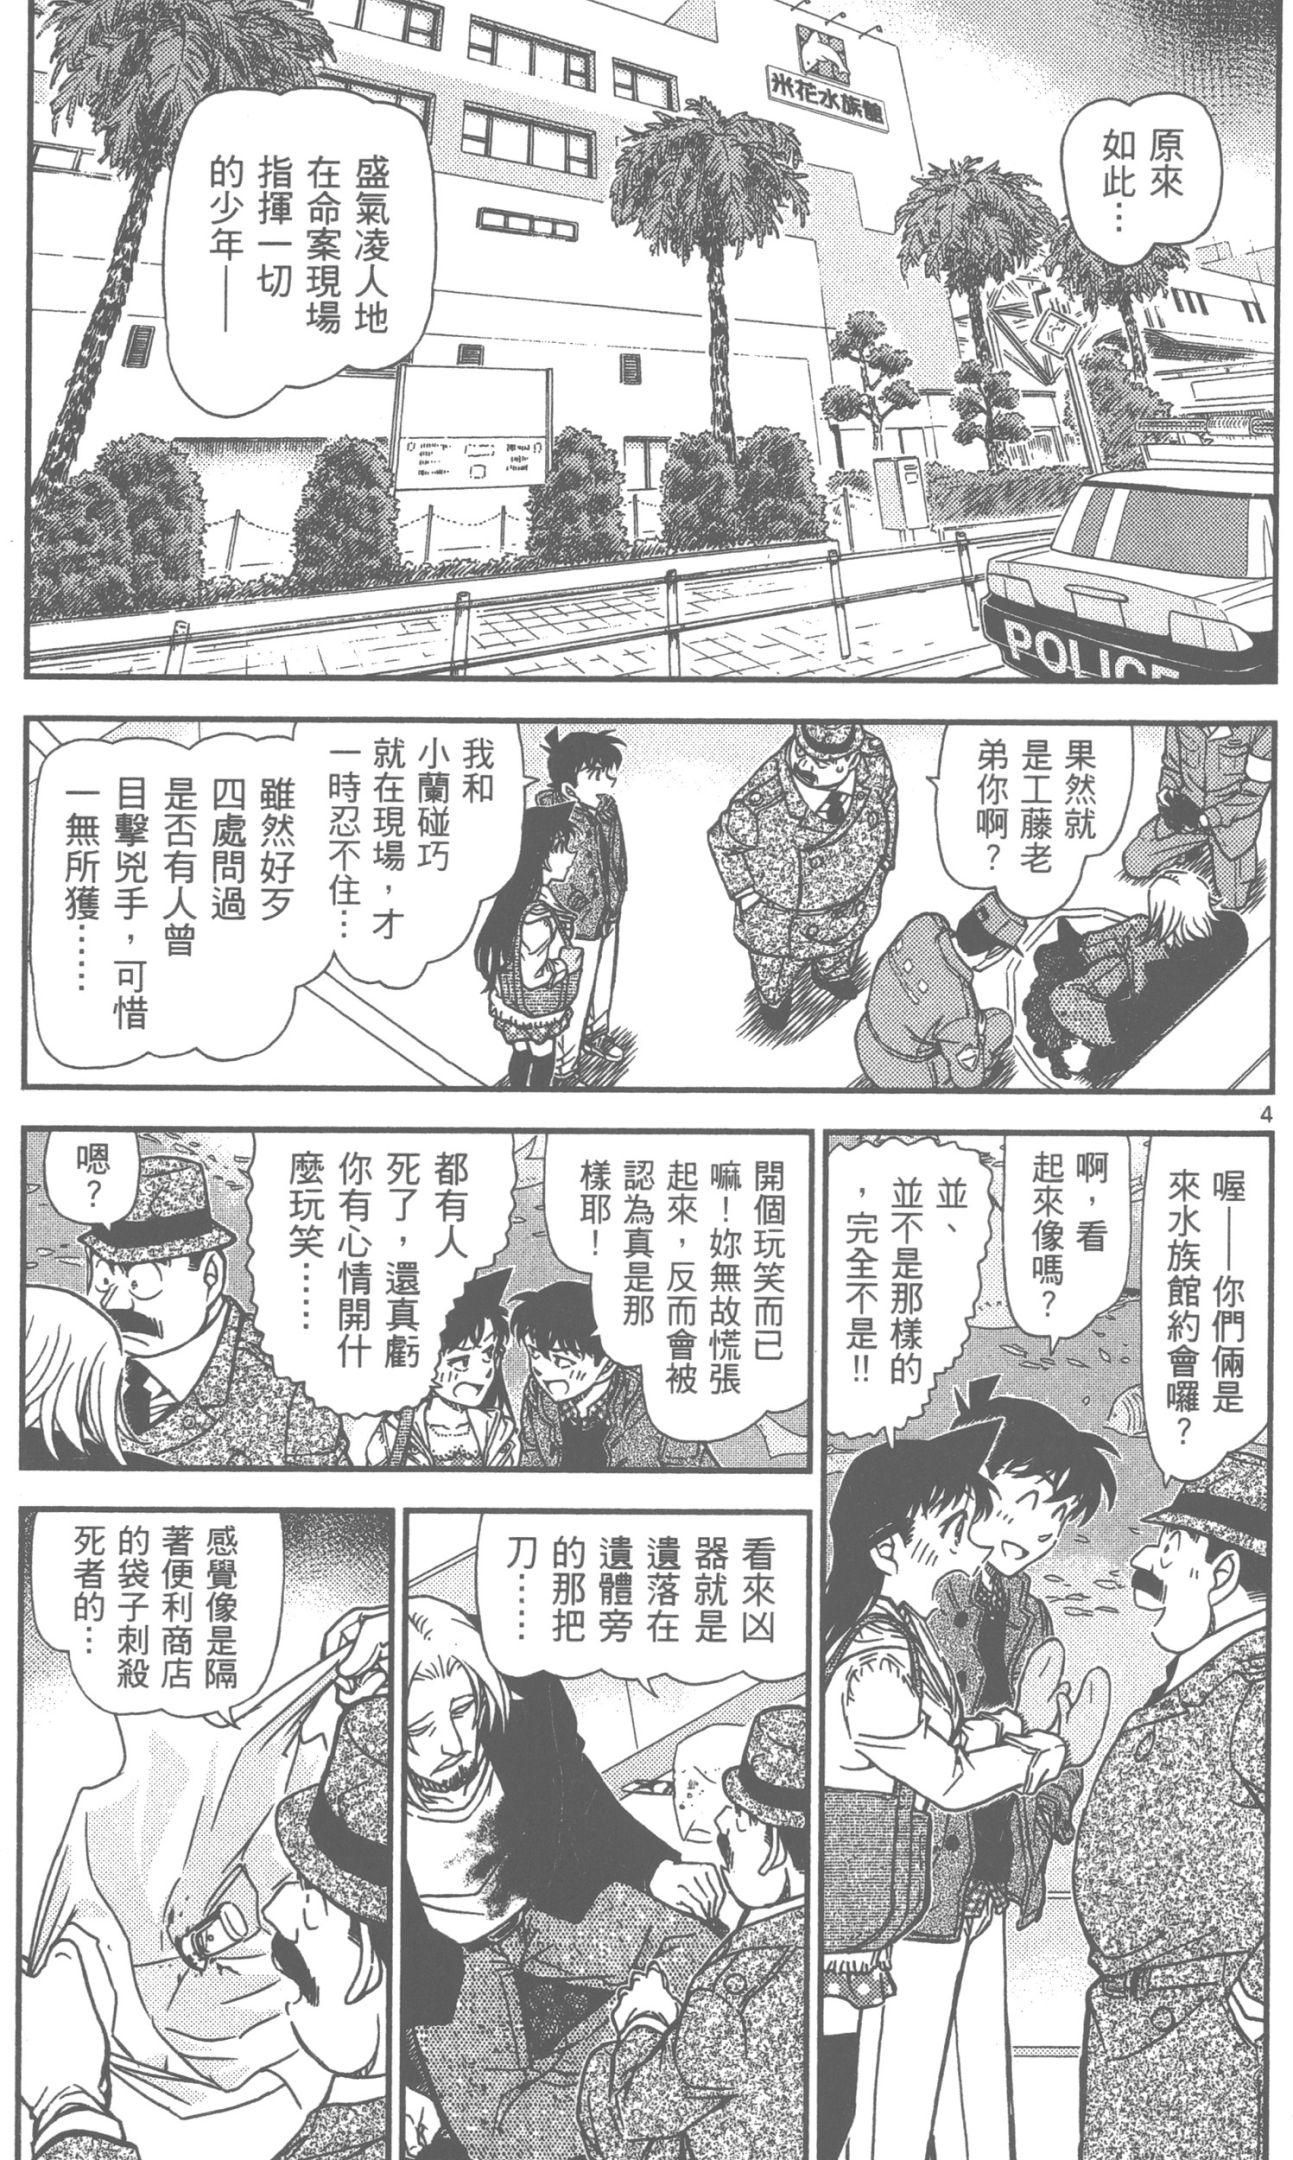 米花水族館
原來
如此…
盛氣凌人地
在命案現場
指揮一切
的少年——
POLICE
果然就
是工藤老
弟你啊？
我和
小蘭碰巧
就在現場，才
一時忍不住…
雖然好歹
四處問過
是否有人曾
目擊兇手，可惜
一無所獲……
4
喔——你們倆是
來水族館約會囉？
啊，看
起來像嗎？
並、
並不是那樣的
，完全不是!!
開個玩笑而已
嘛！妳無故慌張
起來，反而會被
認為真是那
樣耶！
都有人
死了，還真虧
你有心情開什
麼玩笑……
嗯？
看來凶
器就是
遺落在
遺體旁
的那把
刀……
感覺像是隔
著便利商店
的袋子刺殺
死者的…